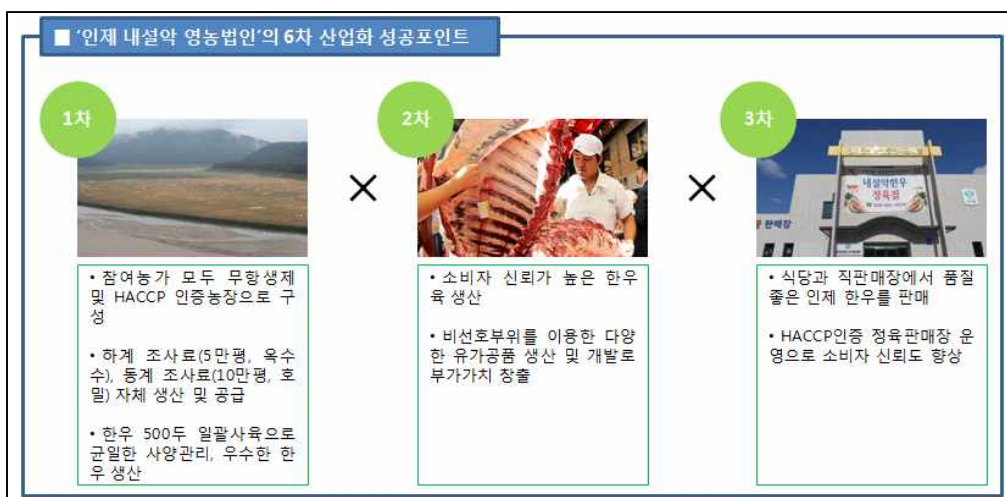 ■ ‘인제 내설악 영농법인’의 6차 산업화 성공포인트
1차
2차
3차
내설악한우
정육점
판매장
• 참여농가 모두 무항생제
및 HACCP 인증농장으로 구
성
• 하계 조사료(5만평, 옥수
수), 동계 조사료(10만평, 호
밀) 자체 생산 및 공급
• 한우 500두 일괄사육으로
균일한 사양관리, 우수한 한
우 생산
• 소비자 신뢰가 높은 한우
육 생산
• 비선호부위를 이용한 다양
한 유가공품 생산 및 개발로
부가가치 창출
• 식당과 직판매장에서 품질
좋은 인제 한우를 판매
• HACCP인증 정육판매장 운
영으로 소비자 신뢰도 향상